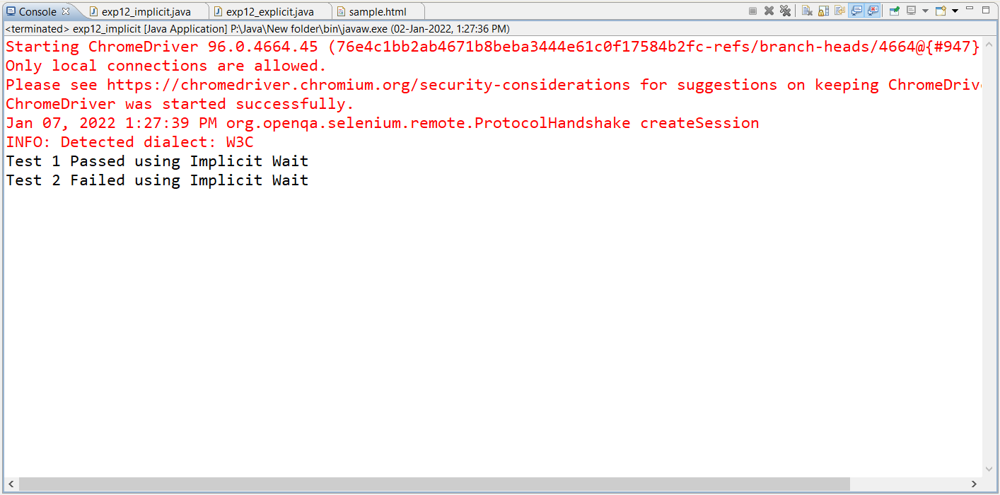 Console exp12_implicit.java exp12_explicit.java sample.html
<terminated> exp12_implicit [Java Application] P:\Java\New folder\bin\javaw.exe (02-Jan-2022, 1:27:36 PM)
Starting ChromeDriver 96.0.4664.45 (76e4c1bb2ab4671b8beba3444e61c0f17584b2fc-refs/branch-heads/4664@{#947}
Only local connections are allowed.
Please see https://chromedriver.chromium.org/security-considerations for suggestions on keeping ChromeDriv
ChromeDriver was started successfully.
Jan 07, 2022 1:27:39 PM org.openqa.selenium.remote.ProtocolHandshake createSession
INFO: Detected dialect: W3C
Test 1 Passed using Implicit Wait
Test 2 Failed using Implicit Wait